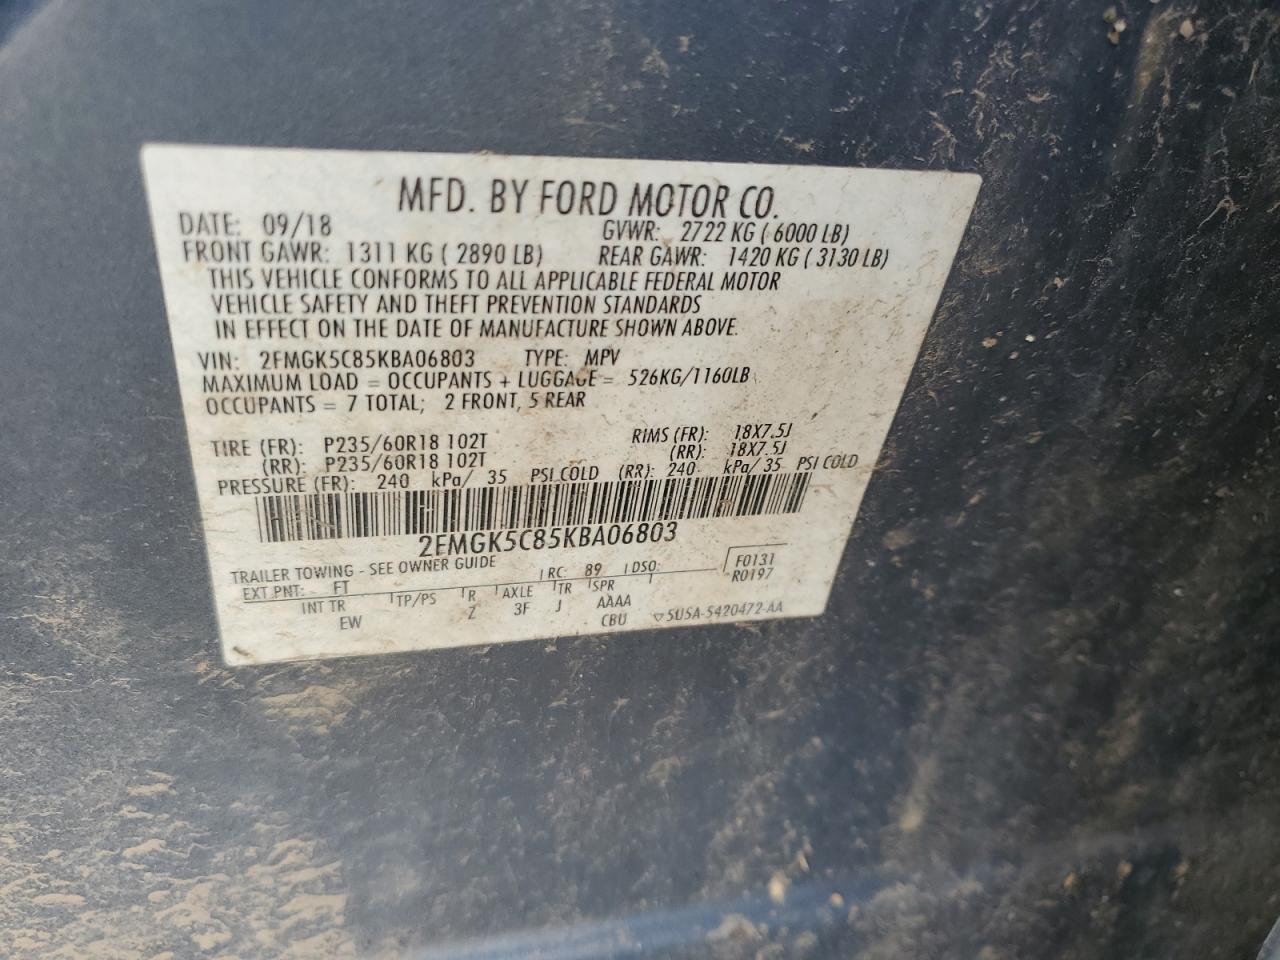 MFD. BY FORD MOTOR CO.
DATE: 09/18 GVWR: 2722 KG ( 6000 LB)
FRONT GAWR: 1311 KG ( 2890 LB) REAR GAWR: 1420 KG ( 3130 LB)
THIS VEHICLE CONFORMS TO ALL APPLICABLE FEDERAL MOTOR
VEHICLE SAFETY AND THEFT PREVENTION STANDARDS
IN EFFECT ON THE DATE OF MANUFACTURE SHOWN ABOVE.
VIN: 2FMGK5C85KBA06803 TYPE: MPV
MAXIMUM LOAD = OCCUPANTS + LUGGAGE = 526KG/1160LB
OCCUPANTS = 7 TOTAL; 2 FRONT, 5 REAR
TIRE (FR): P235/60R18 102T RIMS (FR): 18X7.5J
(RR): P235/60R18 102T (RR): 18X7.5J
PRESSURE (FR): 240 kPa/ 35 PSI COLD (RR): 240 kPa/ 35 PSI COLD
2FMGK5C85KBA06803
TRAILER TOWING - SEE OWNER GUIDE
EXT PNT: FT RC: 89 DSO: F0131
R0197
INT TR TP/PS R AXLE TR SPR
EW Z 3F J AAAA
CBU ▽5U5A-5420472-AA